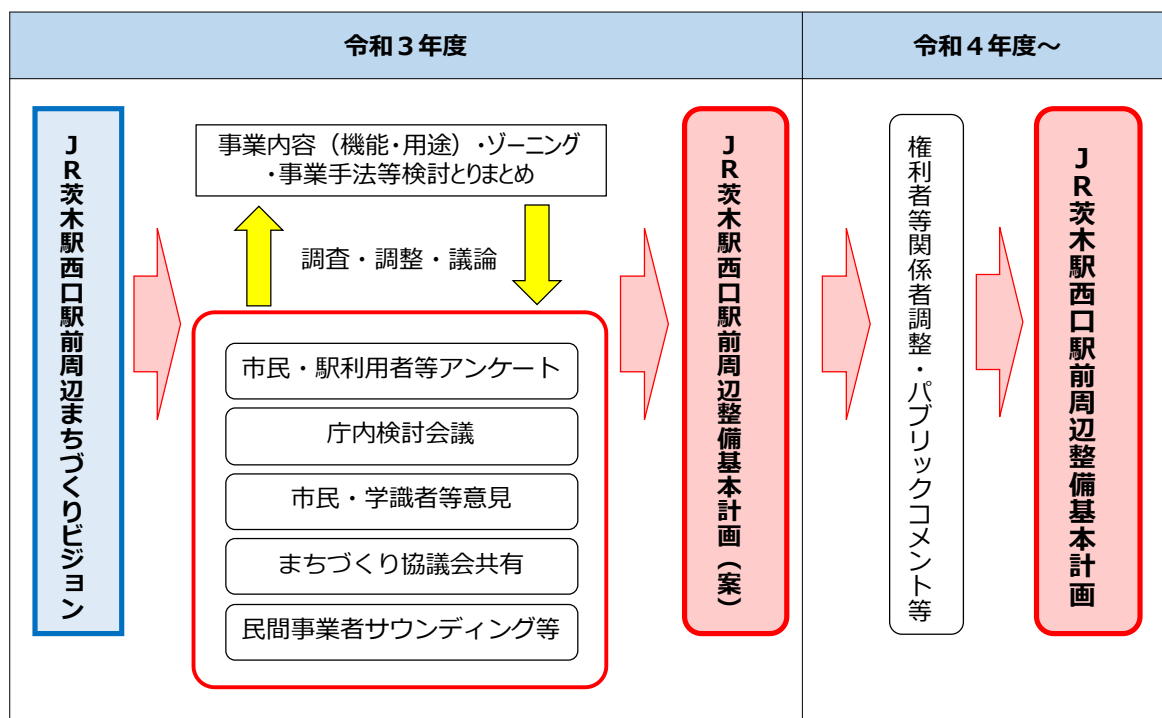 令和３年度
令和４年度～
ＪＲ茨木駅西口駅前周辺まちづくりビジョン
事業内容（機能・用途）・ゾーニング
・事業手法等検討とりまとめ
調査・調整・議論
市民・駅利用者等アンケート
庁内検討会議
市民・学識者等意見
まちづくり協議会共有
民間事業者サウンディング等
ＪＲ茨木駅西口駅前周辺整備基本計画（案）
権利者等関係者調整・パブリックコメント等
ＪＲ茨木駅西口駅前周辺整備基本計画